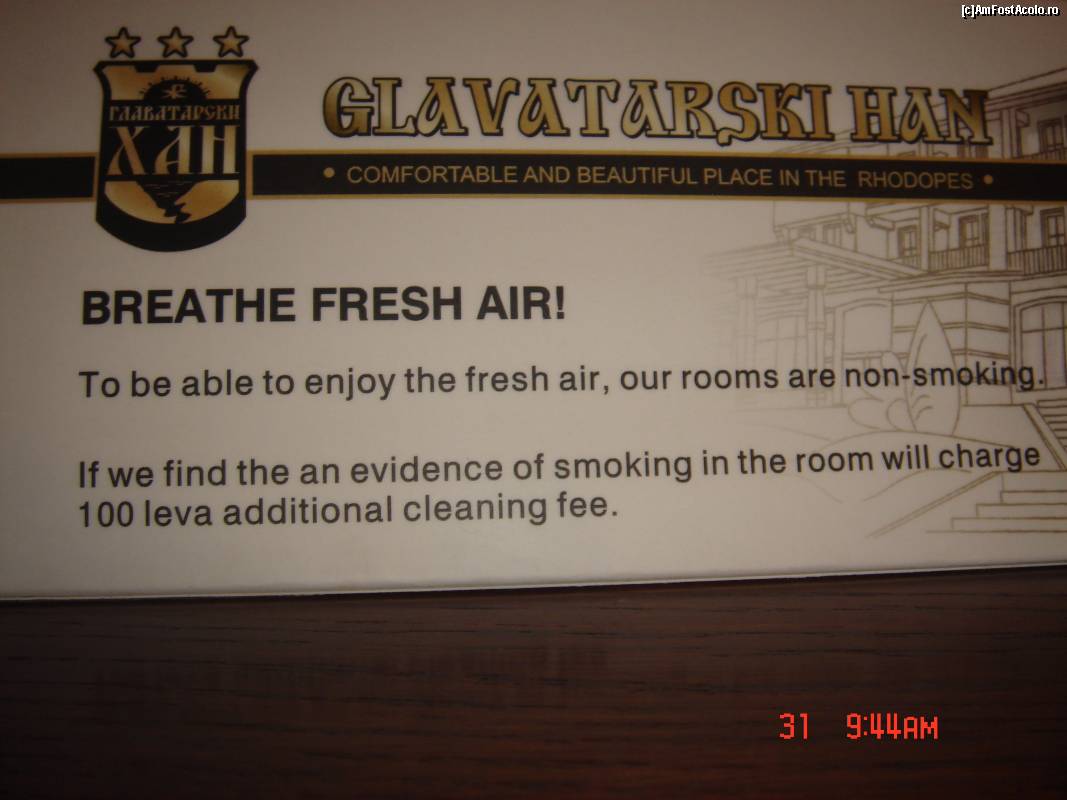 [c]AmFostAcolo.ro
ГЛАВАТАРСКИ
ХАН
GLAVATARSKI HAN
• COMFORTABLE AND BEAUTIFUL PLACE IN THE RHODOPES •
BREATHE FRESH AIR!
To be able to enjoy the fresh air, our rooms are non-smoking.
If we find the an evidence of smoking in the room will charge
100 leva additional cleaning fee.
31 9:44AM